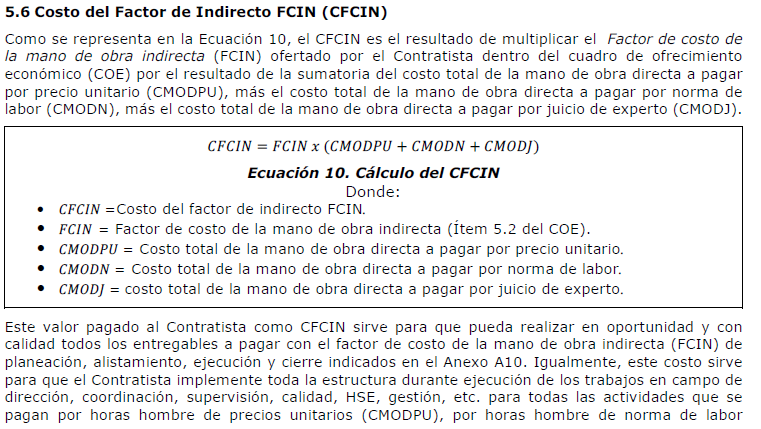 5.6 Costo del Factor de Indirecto FCIN (CFCIN)
Como se representa en la Ecuación 10, el CFCIN es el resultado de multiplicar el Factor de costo de
la mano de obra indirecta (FCIN) ofertado por el Contratista dentro del cuadro de ofrecimiento
económico (COE) por el resultado de la sumatoria del costo total de la mano de obra directa a pagar
por precio unitario (CMODPU), más el costo total de la mano de obra directa a pagar por norma de
labor (CMODN), más el costo total de la mano de obra directa a pagar por juicio de experto (CMODJ).
CFCIN = FCIN x (CMODPU + CMODN + CMODJ)
Ecuación 10. Cálculo del CFCIN
Donde:
• CFCIN =Costo del factor de indirecto FCIN.
• FCIN = Factor de costo de la mano de obra indirecta (Ítem 5.2 del COE).
• CMODPU = Costo total de la mano de obra directa a pagar por precio unitario.
• CMODN = Costo total de la mano de obra directa a pagar por norma de labor.
• CMODJ = costo total de la mano de obra directa a pagar por juicio de experto.
Este valor pagado al Contratista como CFCIN sirve para que pueda realizar en oportunidad y con
calidad todos los entregables a pagar con el factor de costo de la mano de obra indirecta (FCIN) de
planeación, alistamiento, ejecución y cierre indicados en el Anexo A10. Igualmente, este costo sirve
para que el Contratista implemente toda la estructura durante ejecución de los trabajos en campo de
dirección, coordinación, supervisión, calidad, HSE, gestión, etc. para todas las actividades que se
pagan por horas hombre de precios unitarios (CMODPU), por horas hombre de norma de labor